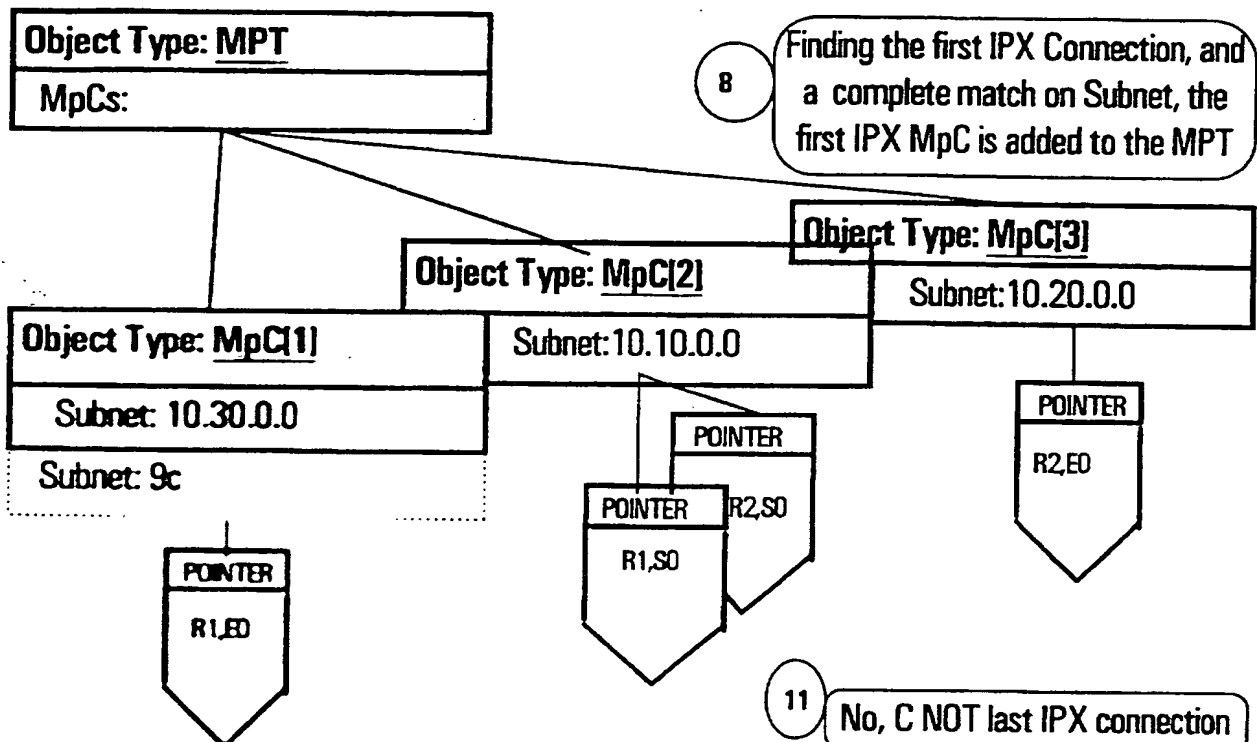 Object Type: MPT
MpCs:
8
Finding the first IPX Connection, and
a complete match on Subnet, the
first IPX MpC is added to the MPT
Object Type: MpC[3]
Subnet:10.20.0.0
Object Type: MpC[2]
Subnet:10.10.0.0
Object Type: MpC[1]
Subnet: 10.30.0.0
Subnet: 9c
POINTER
R1,E0
POINTER
R1,S0
POINTER
R2,S0
POINTER
R2,E0
11
No, C NOT last IPX connection